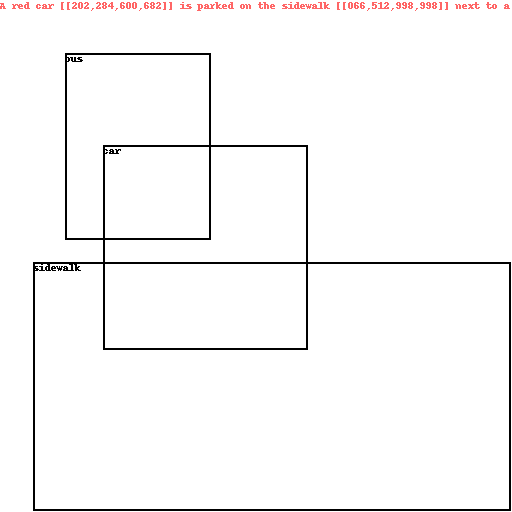 A red car [[202,284,600,682]] is parked on the sidewalk [[066,512,998,998]] next to a
bus
car
sidewalk